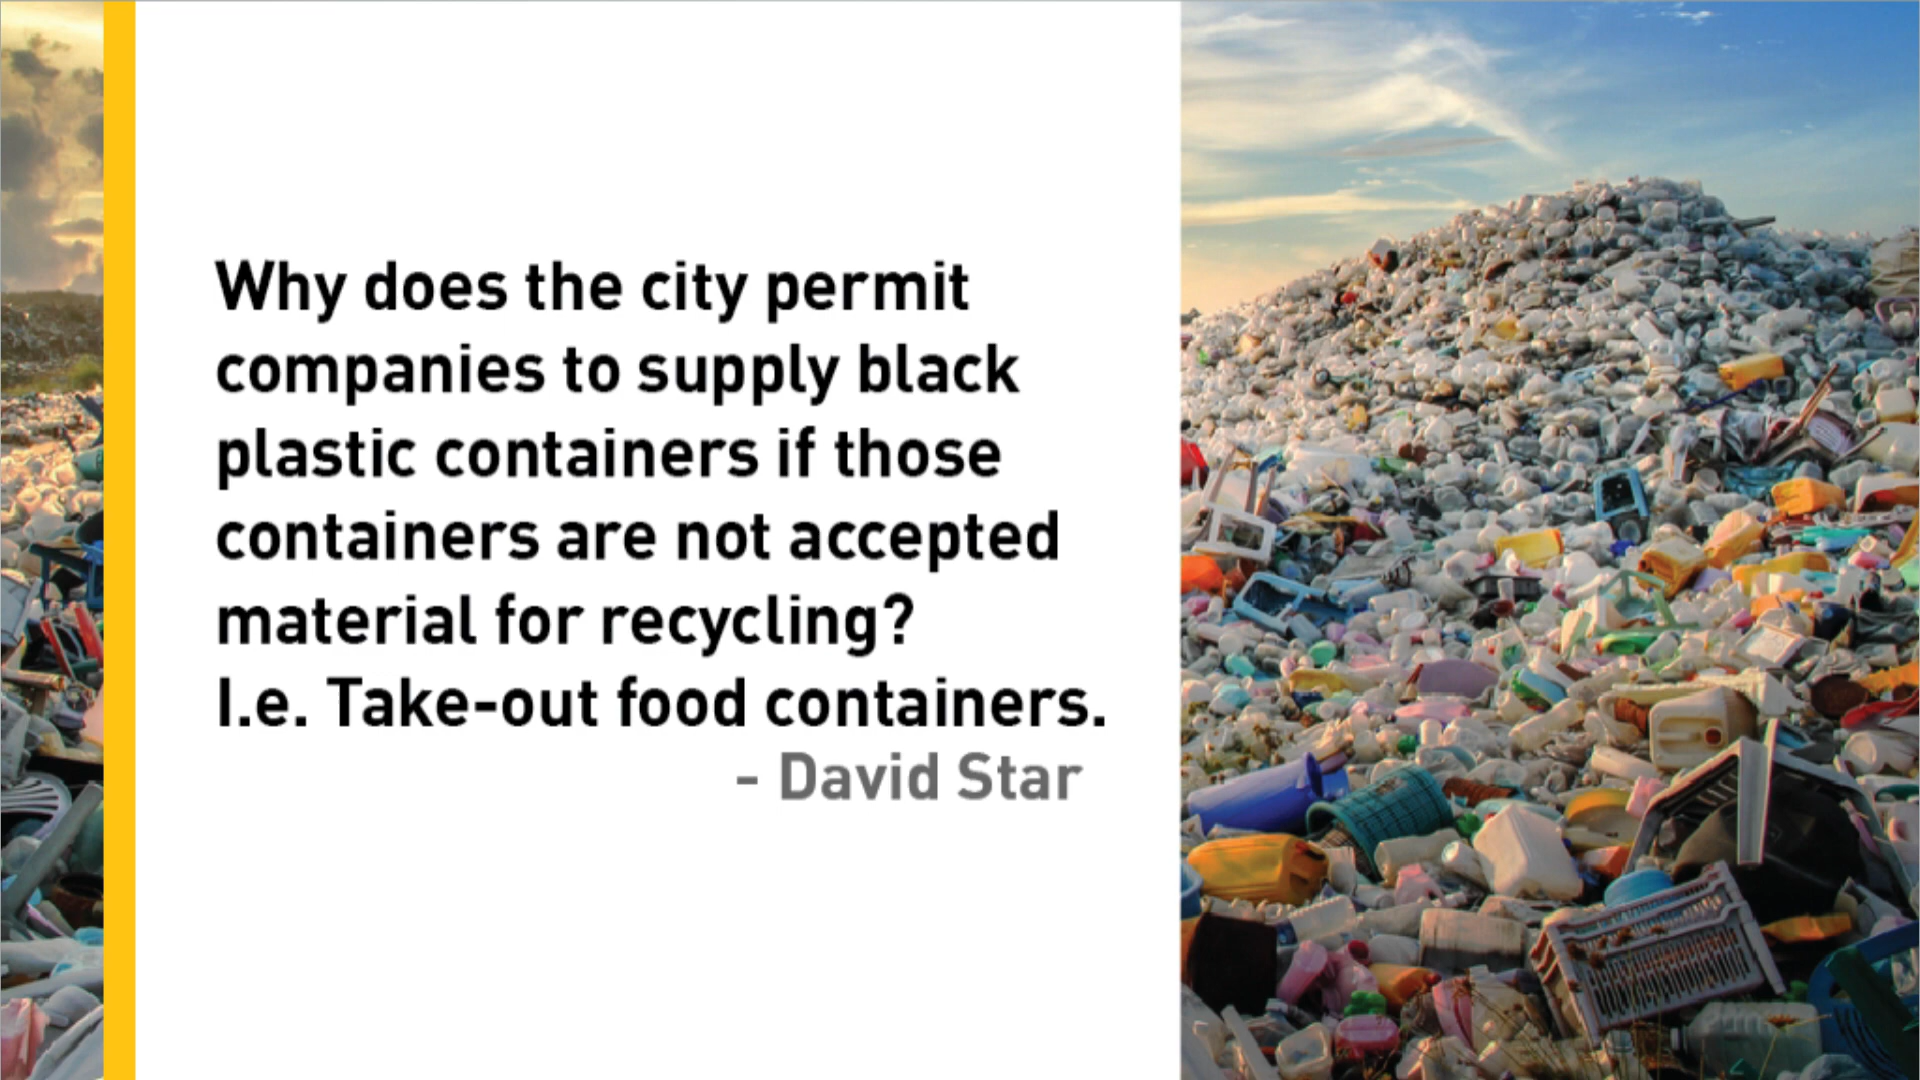 Why does the city permit
companies to supply black
plastic containers if those
containers are not accepted
material for recycling?
I.e. Take-out food containers.
- David Star